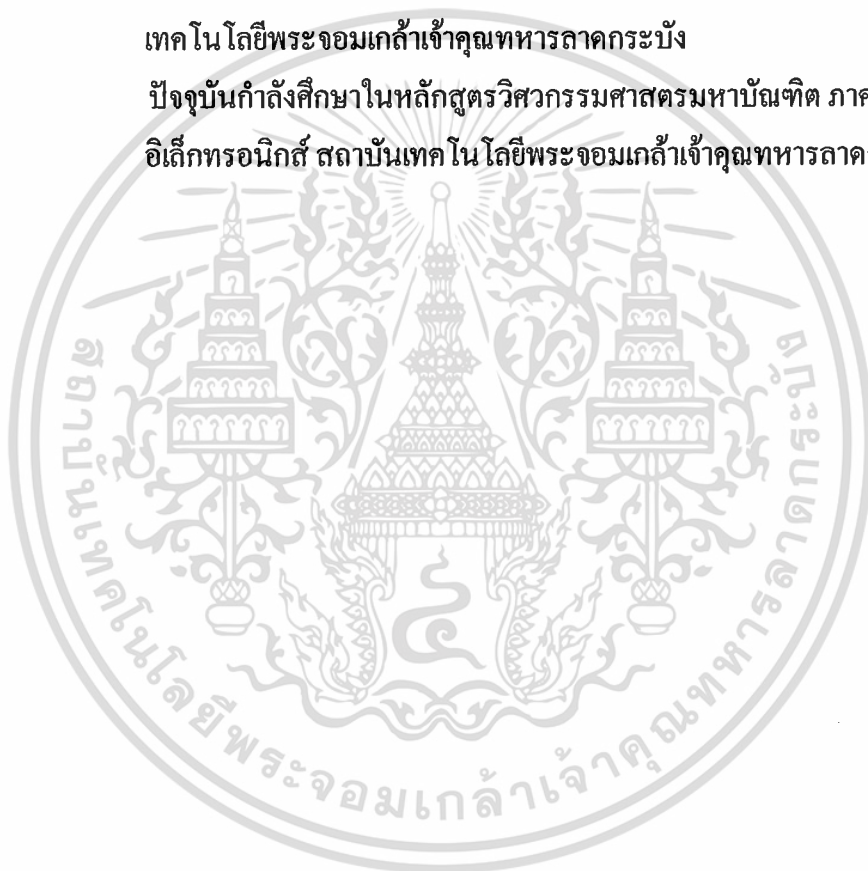 เทคโนโลยีพระจอมเกล้าเจ้าคุณทหารลาดกระบัง
ปัจจุบันกำลังศึกษาในหลักสูตรวิศวกรรมศาสตรมหาบัณฑิต
อิเล็กทรอนิกส์ สถาบันเทคโนโลยีพระจอมเกล้าเจ้าคุณทหารลาด
สถาบันเทคโนโลยีพระจอมเกล้าเจ้าคุณทหารลาดกระบัง
๔